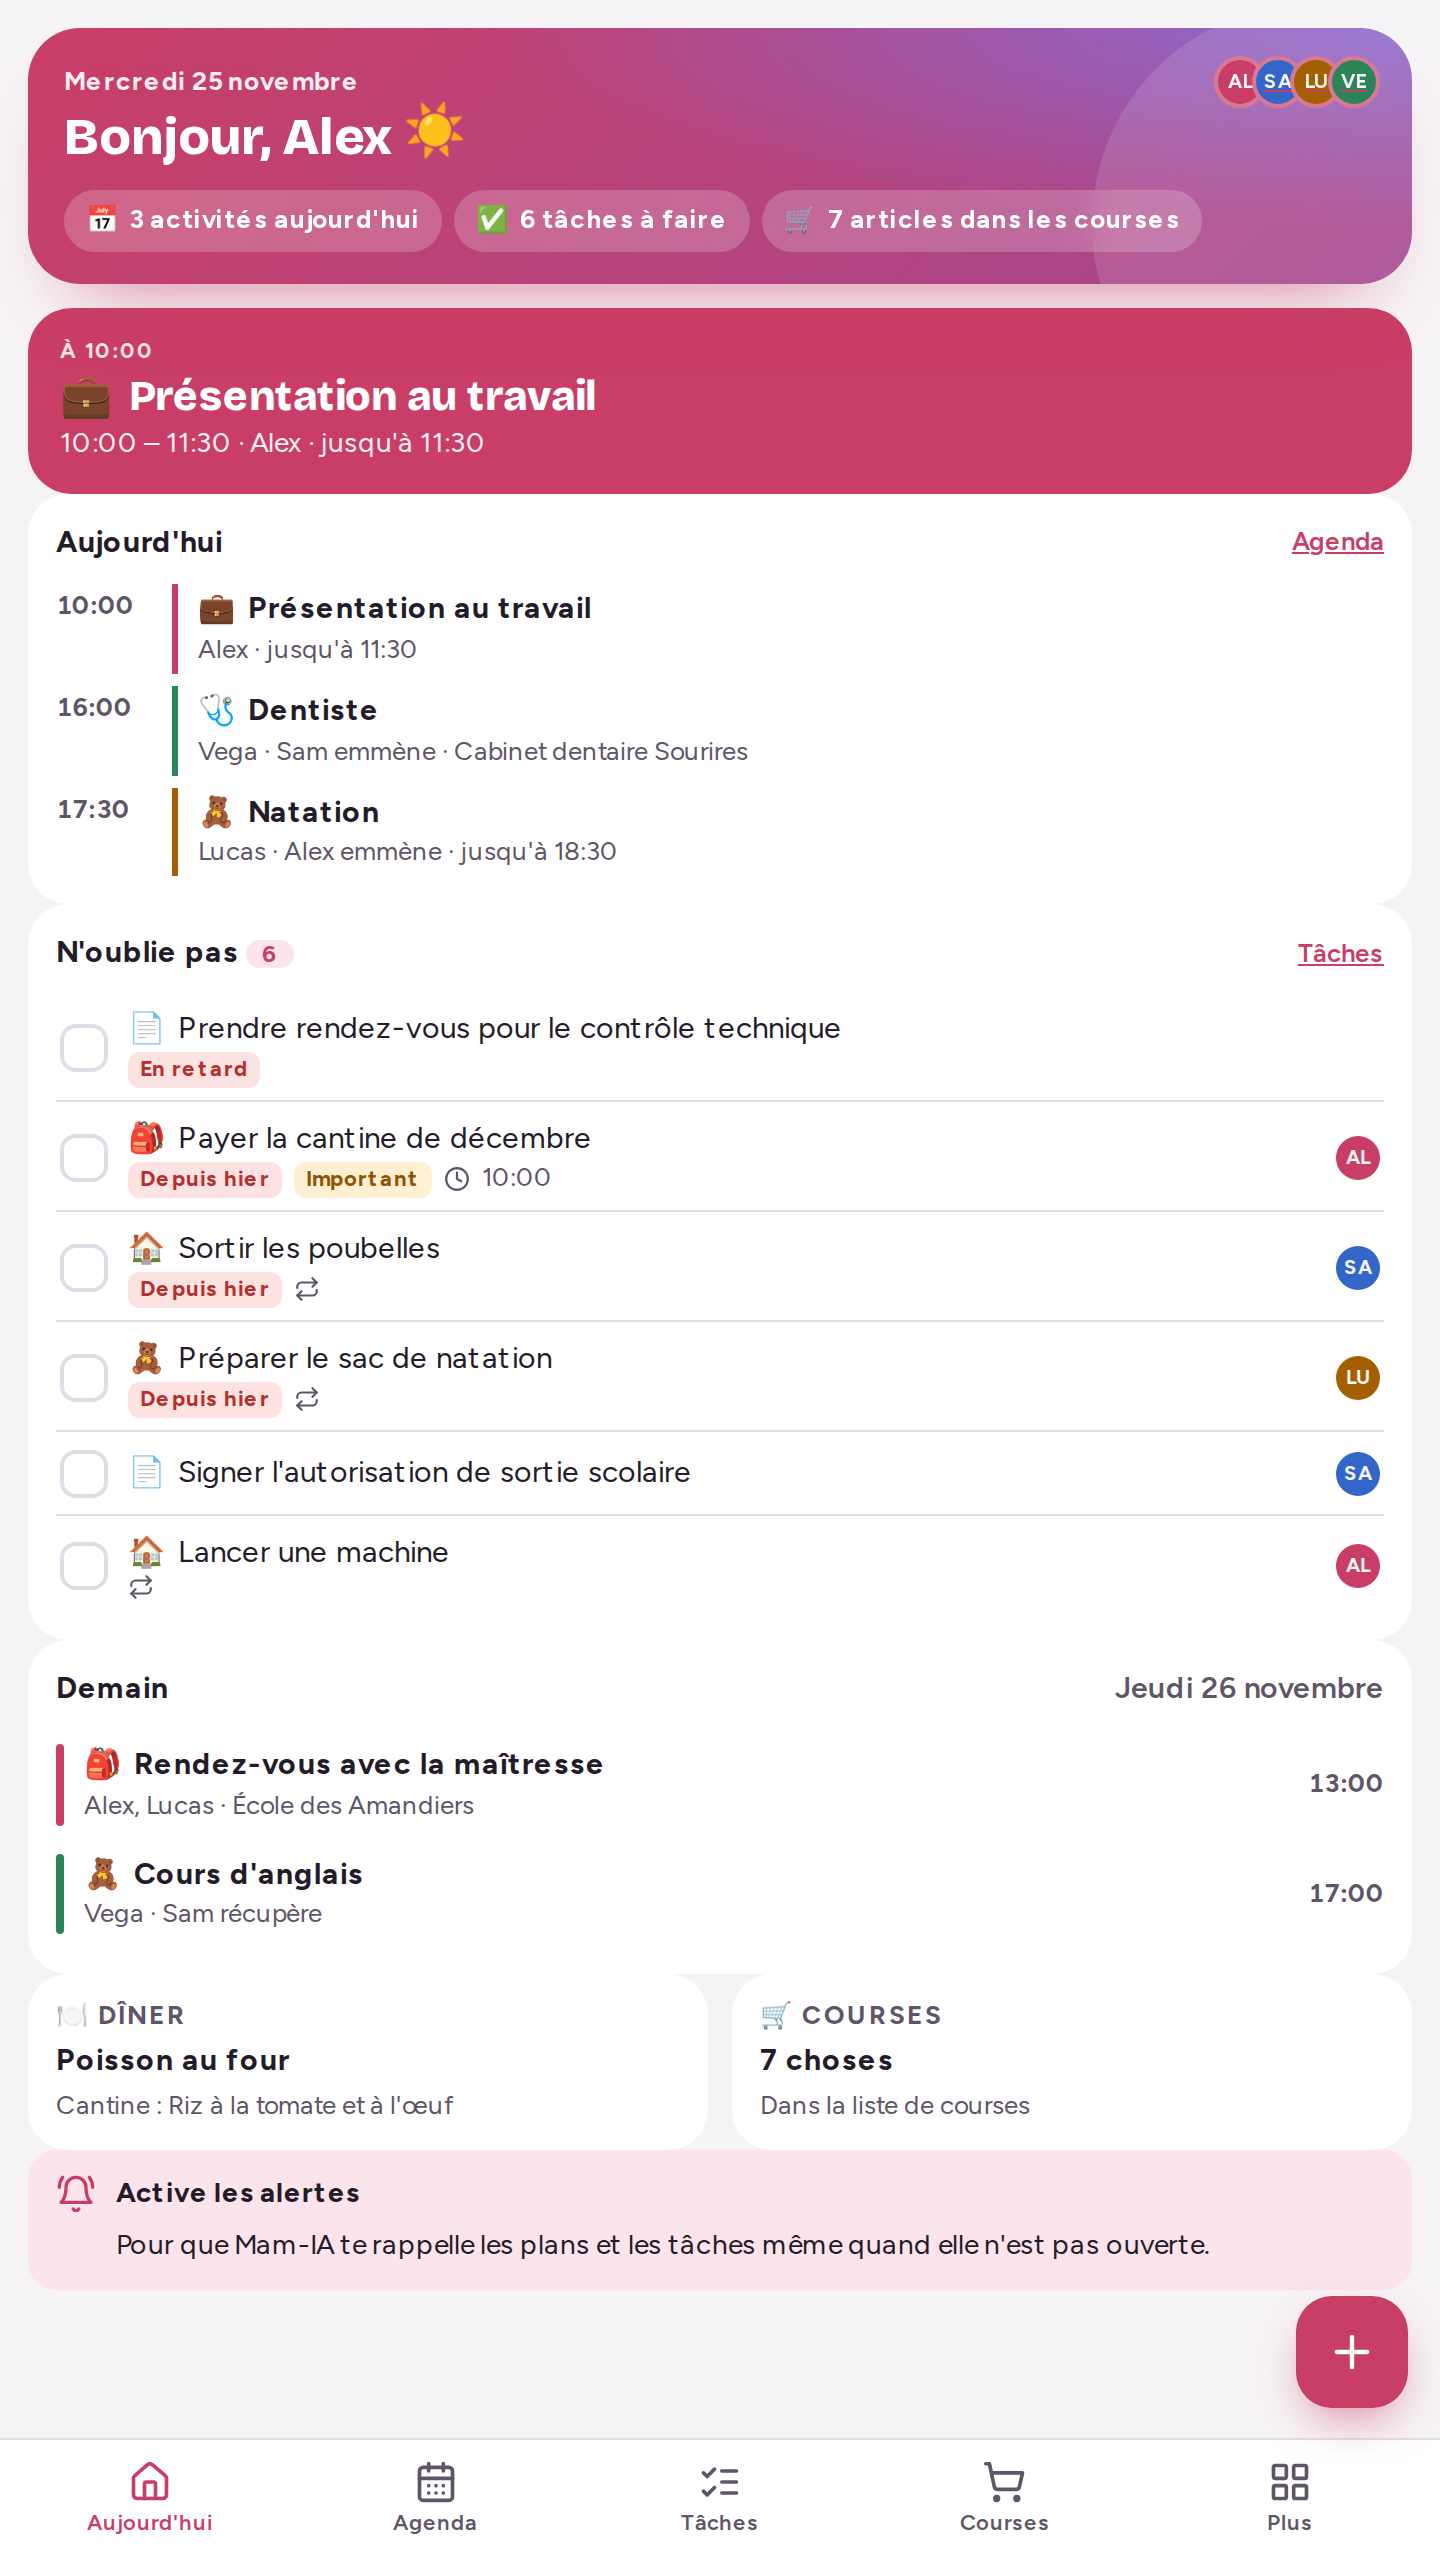 Mercredi 25 novembre
AL SA LU VE
Bonjour, Alex
3 activités aujourd'hui
6 tâches à faire
7 articles dans les courses
À 10:00
Présentation au travail
10:00 – 11:30 · Alex · jusqu'à 11:30
Aujourd'hui
Agenda
10:00
Présentation au travail
Alex · jusqu'à 11:30
16:00
Dentiste
Vega · Sam emmène · Cabinet dentaire Sourires
17:30
Natation
Lucas · Alex emmène · jusqu'à 18:30
N'oublie pas 6
Tâches
Prendre rendez-vous pour le contrôle technique
En retard
Payer la cantine de décembre
Depuis hier Important 10:00
AL
Sortir les poubelles
Depuis hier
SA
Préparer le sac de natation
Depuis hier
LU
Signer l'autorisation de sortie scolaire
SA
Lancer une machine
AL
Demain
Jeudi 26 novembre
Rendez-vous avec la maîtresse
Alex, Lucas · École des Amandiers
13:00
Cours d'anglais
Vega · Sam récupère
17:00
DÎNER
Poisson au four
Cantine : Riz à la tomate et à l'œuf
COURSES
7 choses
Dans la liste de courses
Active les alertes
Pour que Mam-IA te rappelle les plans et les tâches même quand elle n'est pas ouverte.
Aujourd'hui
Agenda
Tâches
Courses
Plus